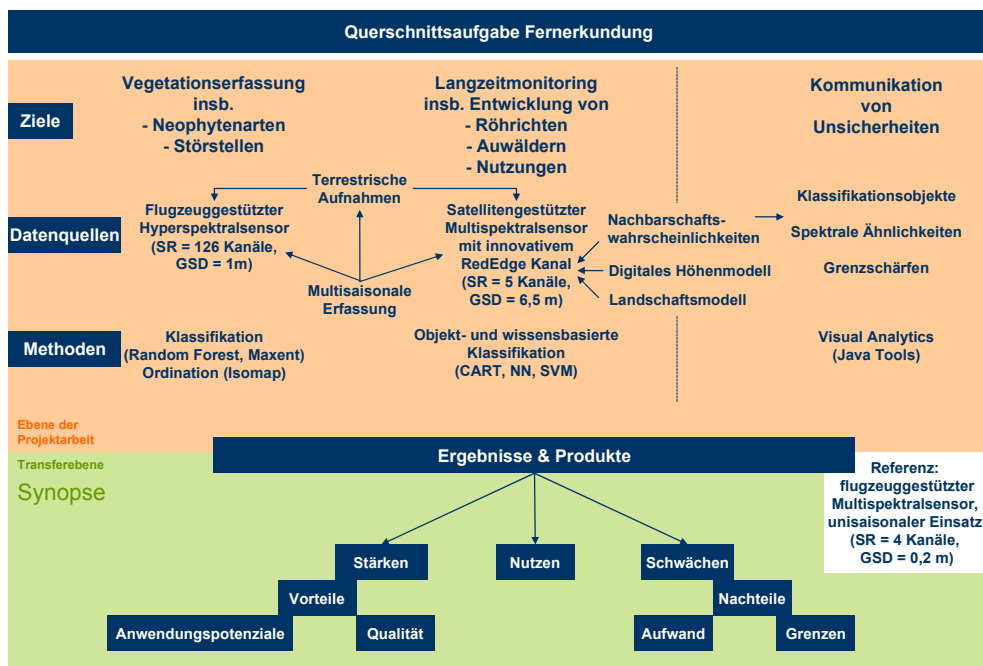 Querschnittsaufgabe Fernerkundung
Ziele
Vegetationserfassung
insb.
- Neophytenarten
- Störstellen
Langzeitmonitoring
insb. Entwicklung von
- Röhrichten
- Auwäldern
- Nutzungen
Kommunikation
von
Unsicherheiten
Datenquellen
Terrestrische
Aufnahmen
Flugzeuggestützter
Hyperspektralsensor
(SR = 126 Kanäle,
GSD = 1m)
Multisaisonale
Erfassung
Satellitengestützter
Multispektralsensor
mit innovativem
RedEdge Kanal
(SR = 5 Kanäle,
GSD = 6,5 m)
Nachbarschafts-
wahrscheinlichkeiten
Digitales Höhenmodell
Landschaftsmodell
Klassifikationsobjekte
Spektrale Ähnlichkeiten
Grenzschärfen
Methoden
Klassifikation
(Random Forest, Maxent)
Ordination (Isomap)
Objekt- und wissensbasierte
Klassifikation
(CART, NN, SVM)
Visual Analytics
(Java Tools)
Ebene der
Projektarbeit
Transferebene
Synopse
Ergebnisse & Produkte
Referenz:
flugzeuggestützter
Multispektralsensor,
unisaisonaler Einsatz
(SR = 4 Kanäle,
GSD = 0,2 m)
Stärken
Nutzen
Schwächen
Vorteile
Nachteile
Anwendungspotenziale
Qualität
Aufwand
Grenzen